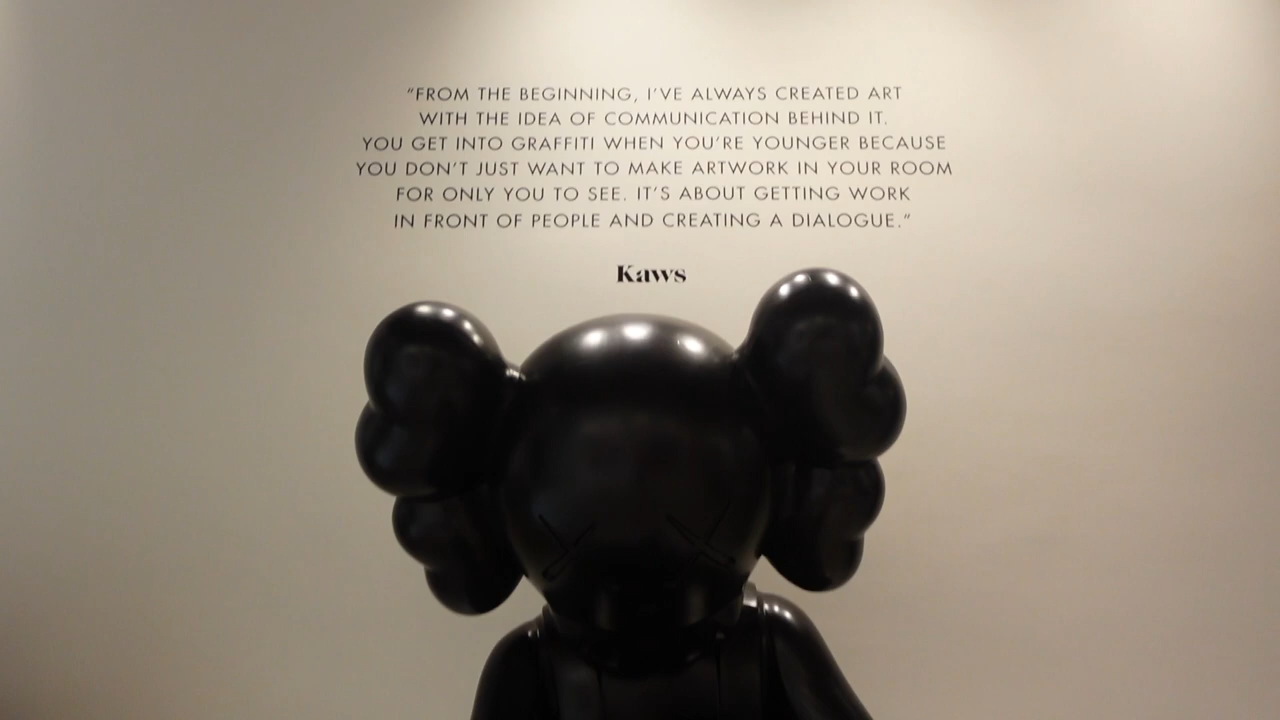 “FROM THE BEGINNING, I’VE ALWAYS CREATED ART
WITH THE IDEA OF COMMUNICATION BEHIND IT.
YOU GET INTO GRAFFITI WHEN YOU’RE YOUNGER BECAUSE
YOU DON’T JUST WANT TO MAKE ARTWORK IN YOUR ROOM
FOR ONLY YOU TO SEE. IT’S ABOUT GETTING WORK
IN FRONT OF PEOPLE AND CREATING A DIALOGUE.”
Kaws